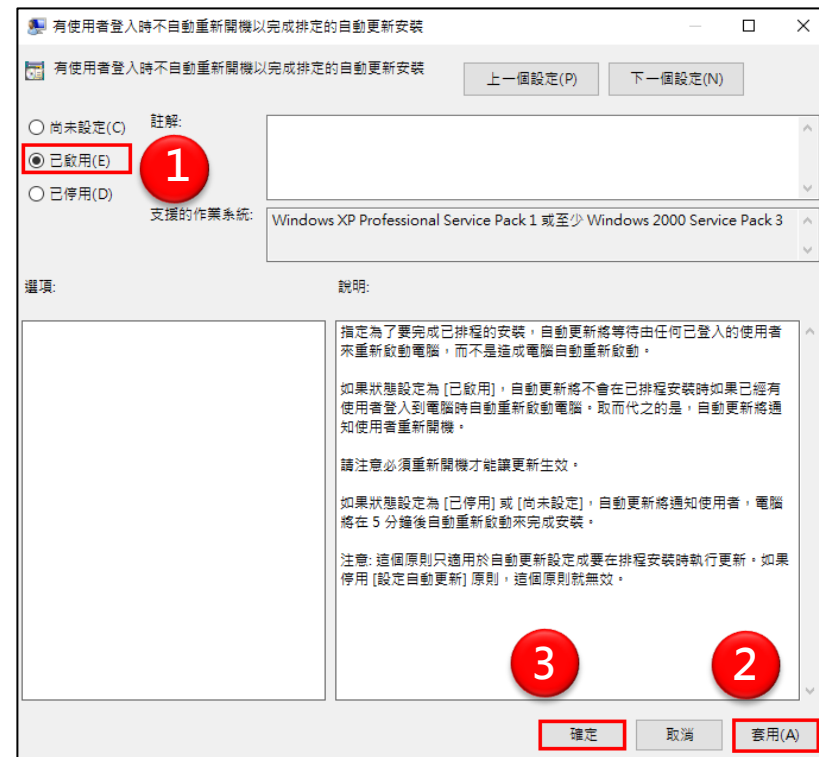 有使用者登入時不自動重新開機以完成排定的自動更新安裝
有使用者登入時不自動重新開機以完成排定的自動更新安裝
上一個設定(P)
下一個設定(N)
尚未設定(C)
註解:
已啟用(E)
1
已停用(D)
支援的作業系統:
Windows XP Professional Service Pack 1 或至少 Windows 2000 Service Pack 3
選項:
說明:
指定為了要完成已排程的安裝，自動更新將等待由任何已登入的使用者
來重新啟動電腦，而不是造成電腦自動重新啟動。
如果狀態設定為 [已啟用]，自動更新將不會在已排程安裝時如果已經有
使用者登入到電腦時自動重新啟動電腦。取而代之的是，自動更新將通
知使用者重新開機。
請注意必須重新開機才能讓更新生效。
如果狀態設定為 [已停用] 或 [尚未設定]，自動更新將通知使用者，電腦
將在 5 分鐘後自動重新啟動來完成安裝。
注意: 這個原則只適用於自動更新設定成要在排程安裝時執行更新。如果
停用 [設定自動更新] 原則，這個原則就無效。
3
2
確定
取消
套用(A)